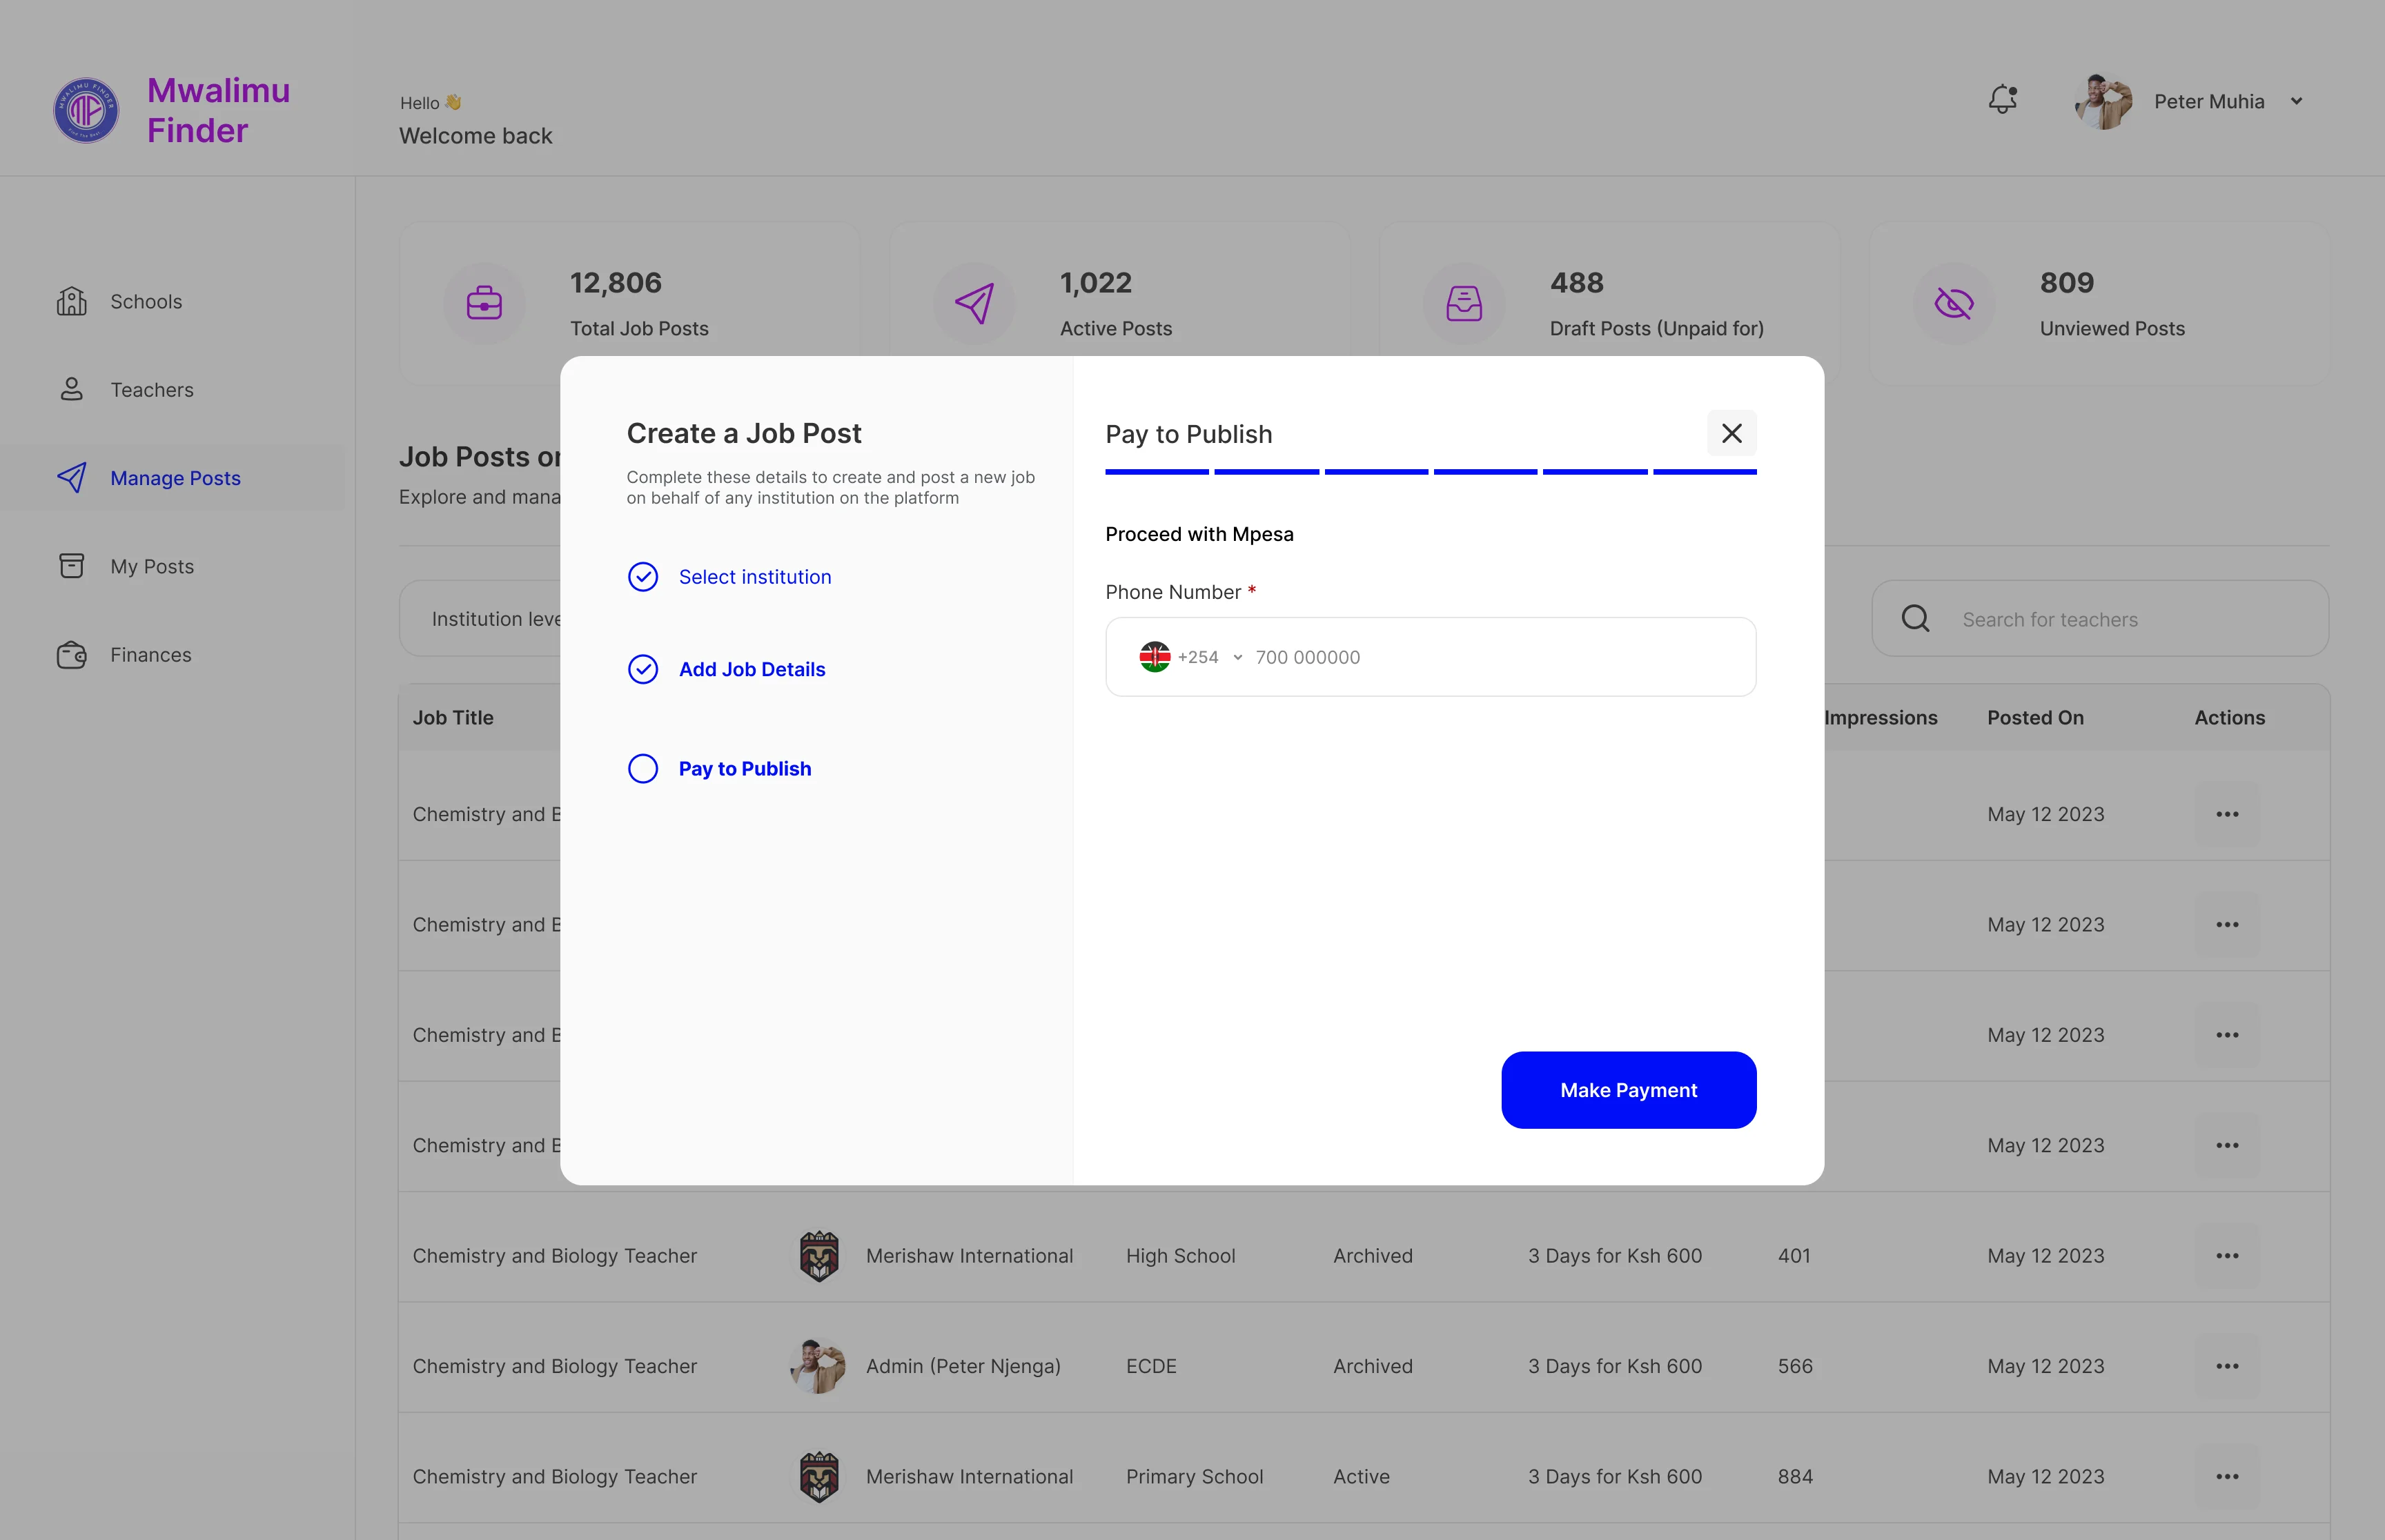 MWALIMU FINDER
Mwalimu
Finder
Hello 👋
Welcome back
Peter Muhia
Schools
Teachers
Manage Posts
My Posts
Finances
12,806
Total Job Posts
1,022
Active Posts
488
Draft Posts (Unpaid for)
809
Unviewed Posts
Job Posts
Explore and
Institution
Search for teachers
Job Title
Impressions
Posted On
Actions
Create a Job Post
Complete these details to create and post a new job
on behalf of any institution on the platform
Select institution
Add Job Details
Pay to Publish
Pay to Publish
Proceed with Mpesa
Phone Number *
+254 700 000000
Make Payment
Chemistry and
May 12 2023
Chemistry and
May 12 2023
Chemistry and
May 12 2023
Chemistry and
May 12 2023
Chemistry and Biology Teacher Merishaw International High School Archived 3 Days for Ksh 600 401 May 12 2023
Chemistry and Biology Teacher Admin (Peter Njenga) ECDE Archived 3 Days for Ksh 600 566 May 12 2023
Chemistry and Biology Teacher Merishaw International Primary School Active 3 Days for Ksh 600 884 May 12 2023